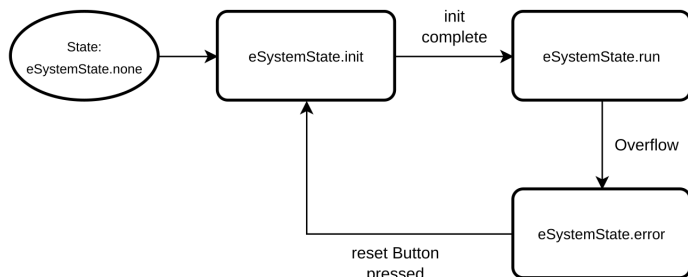 State:
eSystemState.none
eSystemState.init
init
complete
eSystemState.run
Overflow
eSystemState.error
reset Button
pressed